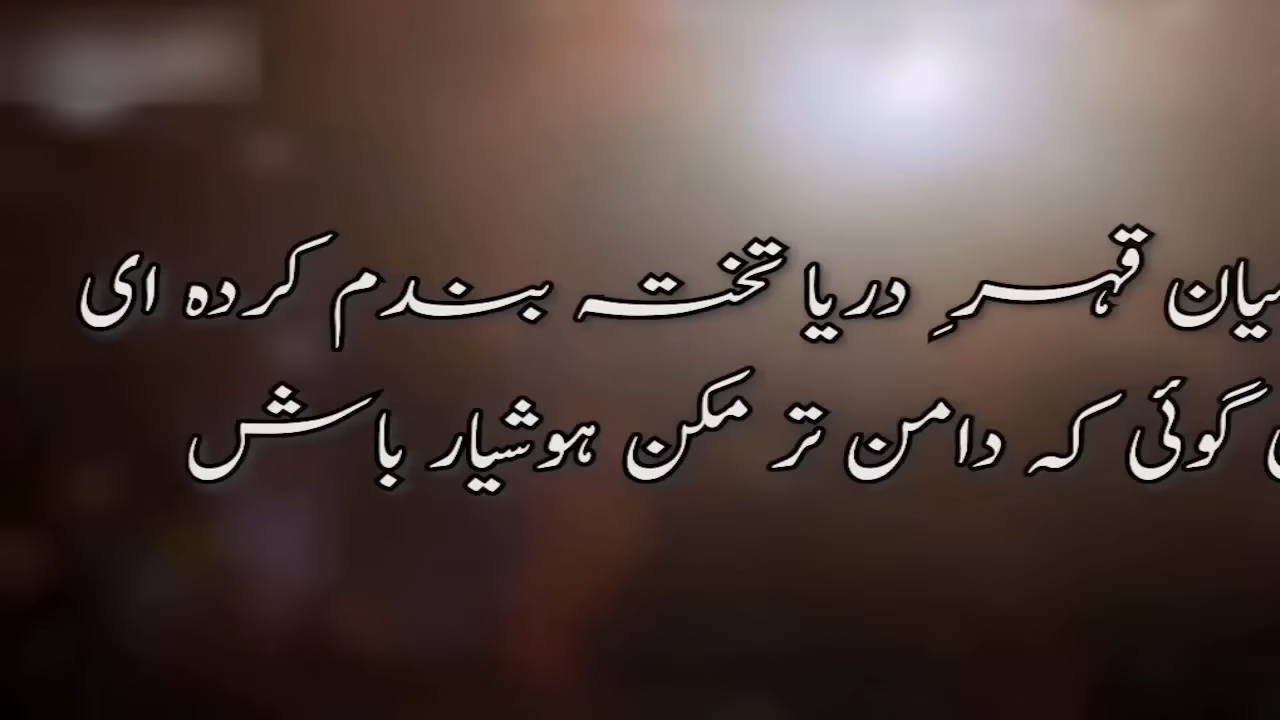 قہرِ دریا تختہ بندم کردہ ای
گوئی کہ دامن تر مکن ہوشیار باش